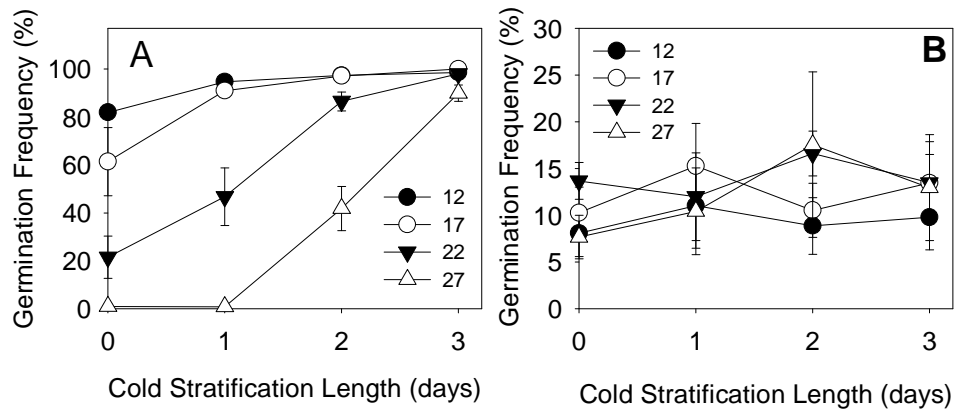 A
Germination Frequency (%)
100
80
60
40
20
0
12
17
22
27
0 1 2 3
Cold Stratification Length (days)
B
Germination Frequency (%)
30
25
20
15
10
5
0
12
17
22
27
0 1 2 3
Cold Stratification Length (days)